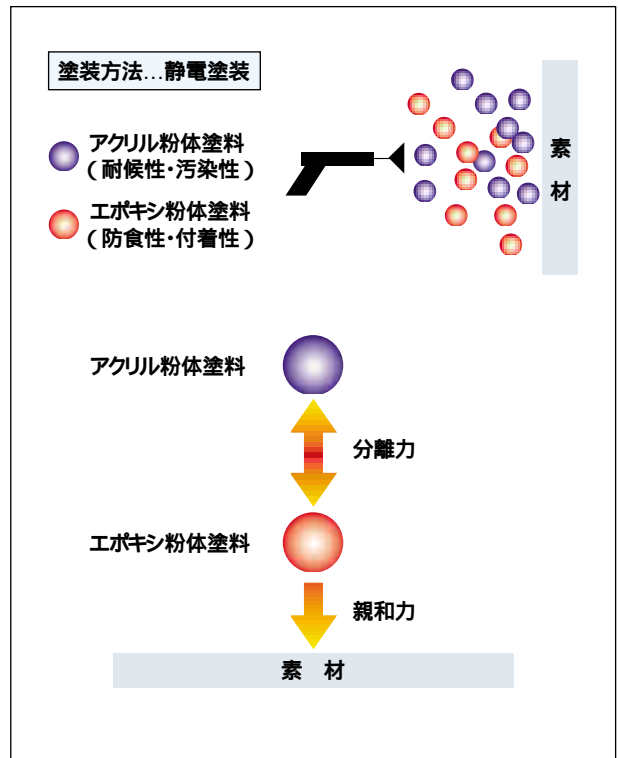 塗装方法…静電塗装
アクリル粉体塗料
（耐候性・汚染性）
エポキシ粉体塗料
（防食性・付着性）
素材
アクリル粉体塗料
分離力
エポキシ粉体塗料
親和力
素　材